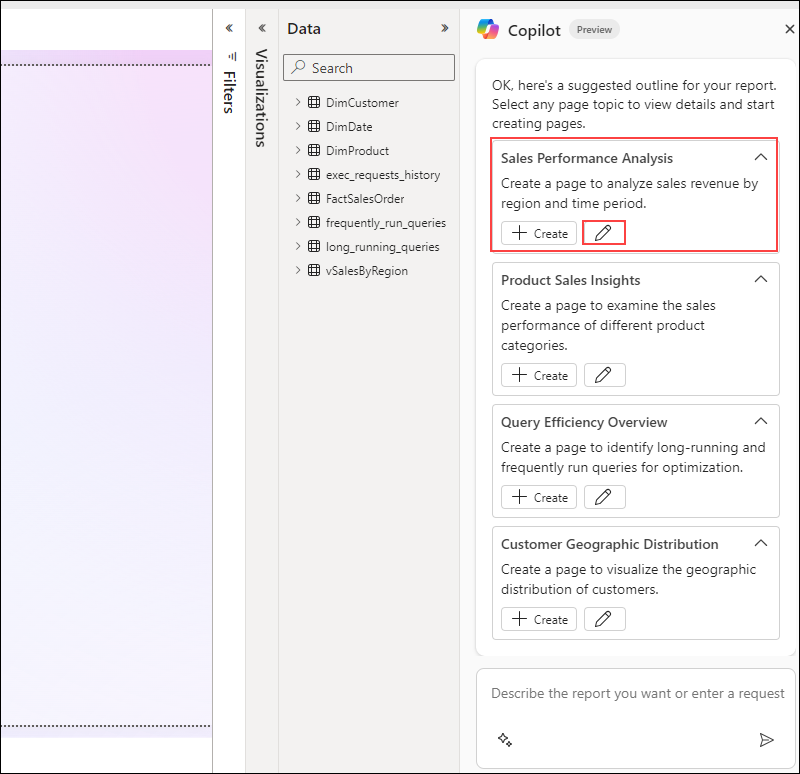 Filters
Visualizations
Data
Search
DimCustomer
DimDate
DimProduct
exec_requests_history
FactSalesOrder
frequently_run_queries
long_running_queries
vSalesByRegion
Copilot
Preview
OK, here's a suggested outline for your report.
Select any page topic to view details and start
creating pages.
Sales Performance Analysis
Create a page to analyze sales revenue by
region and time period.
Create
Product Sales Insights
Create a page to examine the sales
performance of different product
categories.
Create
Query Efficiency Overview
Create a page to identify long-running and
frequently run queries for optimization.
Create
Customer Geographic Distribution
Create a page to visualize the geographic
distribution of customers.
Create
Describe the report you want or enter a request